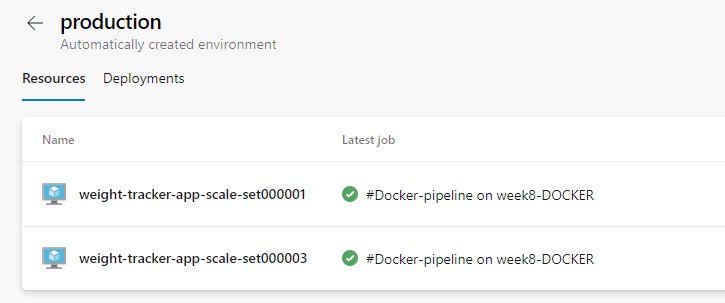 production
Automatically created environment
Resources Deployments
Name Latest job
weight-tracker-app-scale-set000001 #Docker-pipeline on week8-DOCKER
weight-tracker-app-scale-set000003 #Docker-pipeline on week8-DOCKER